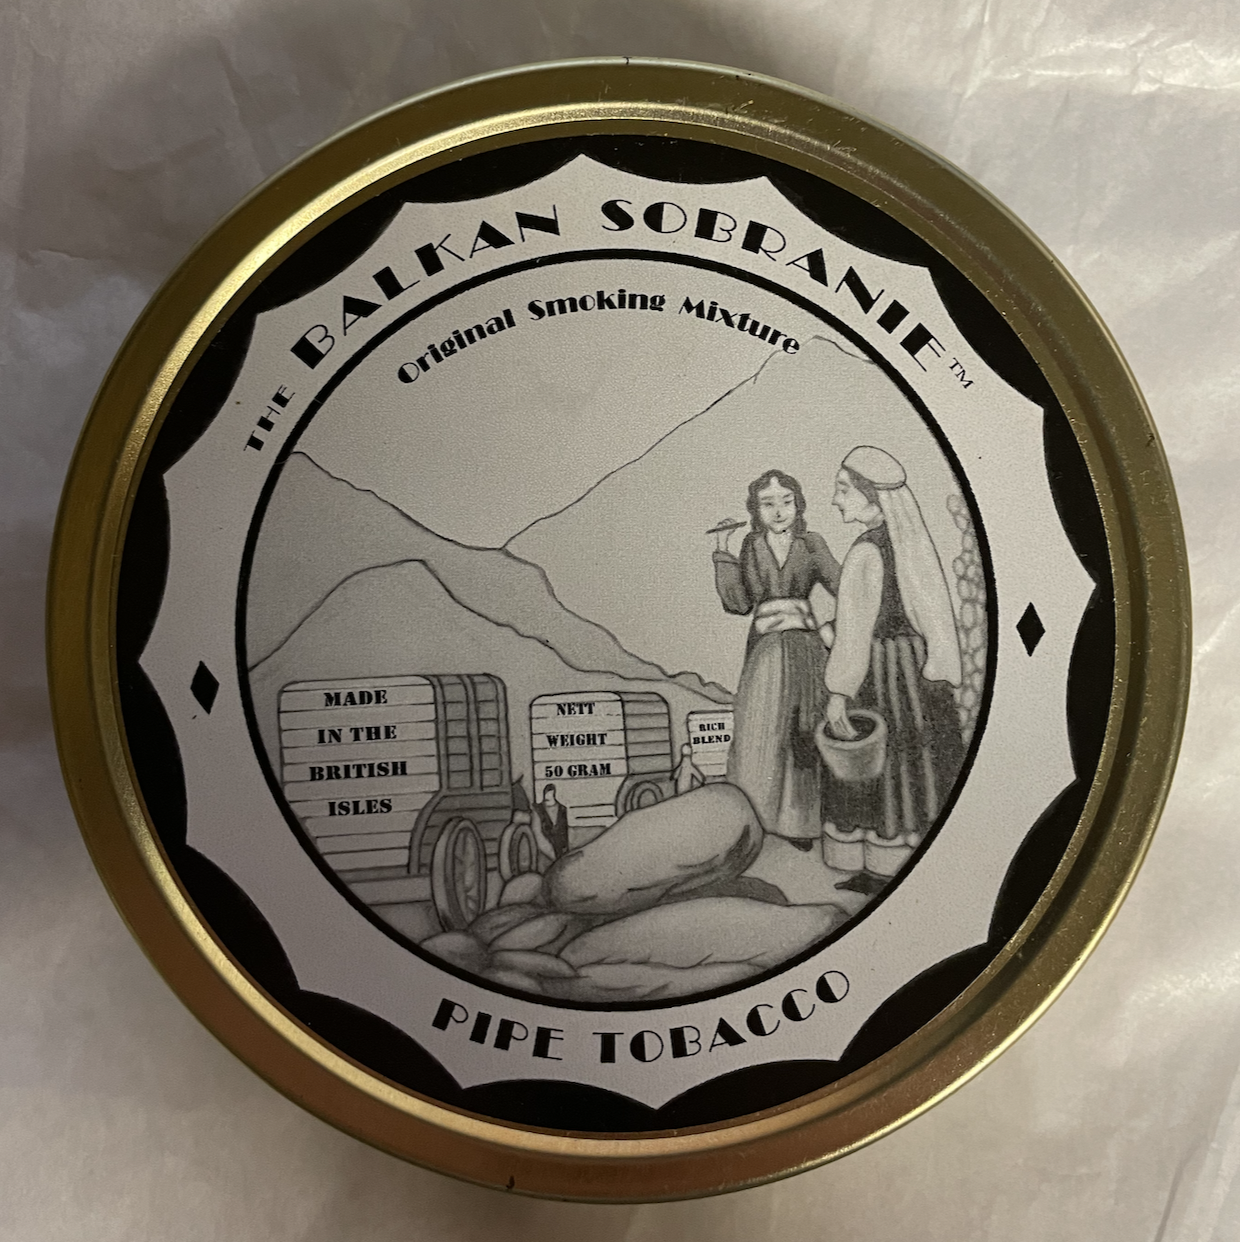 THE BALKAN SOBRANIE™
Original Smoking Mixture
MADE
IN THE
BRITISH
ISLES
NETT
WEIGHT
50 GRAM
RICH
BLEND
PIPE TOBACCO